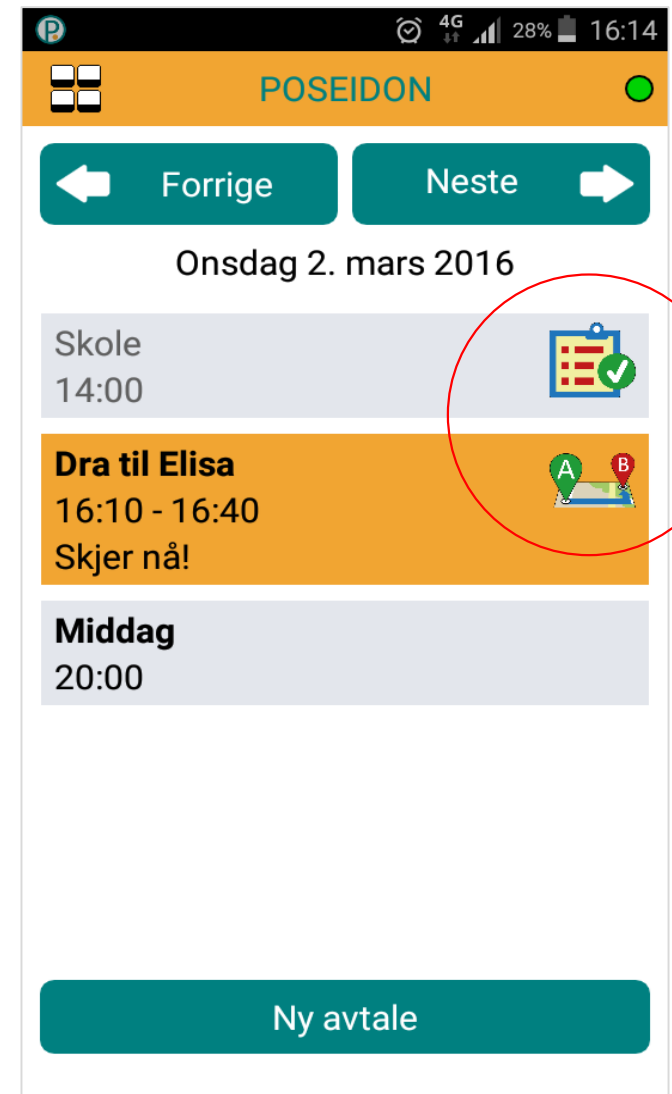 4G 28% 16:14
POSEIDON
Forrige Neste
Onsdag 2. mars 2016
Skole
14:00
Dra til Elisa
16:10 - 16:40
Skjer nå!
A B
Middag
20:00
Ny avtale